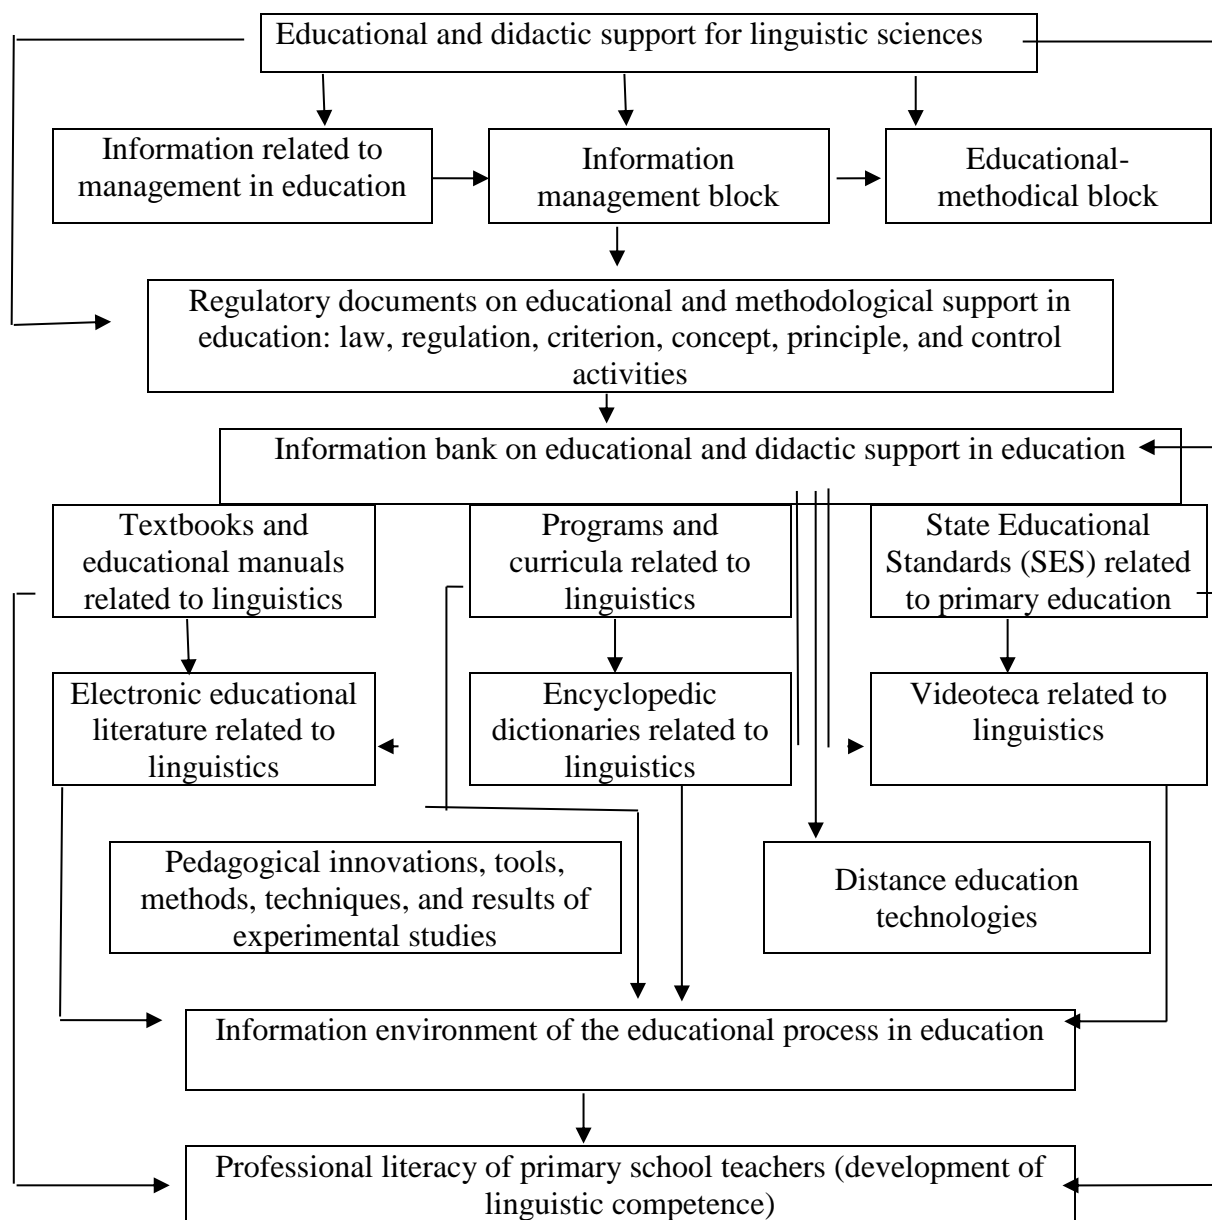 Educational and didactic support for linguistic sciences
Information related to
management in education
Information
management block
Educational-
methodical block
Regulatory documents on educational and methodological support in
education: law, regulation, criterion, concept, principle, and control
activities
Information bank on educational and didactic support in education
Textbooks and
educational manuals
related to linguistics
Programs and
curricula related to
linguistics
State Educational
Standards (SES) related
to primary education
Electronic educational
literature related to
linguistics
Encyclopedic
dictionaries related to
linguistics
Videoteca related to
linguistics
Pedagogical innovations, tools,
methods, techniques, and results of
experimental studies
Distance education
technologies
Information environment of the educational process in education
Professional literacy of primary school teachers (development of
linguistic competence)